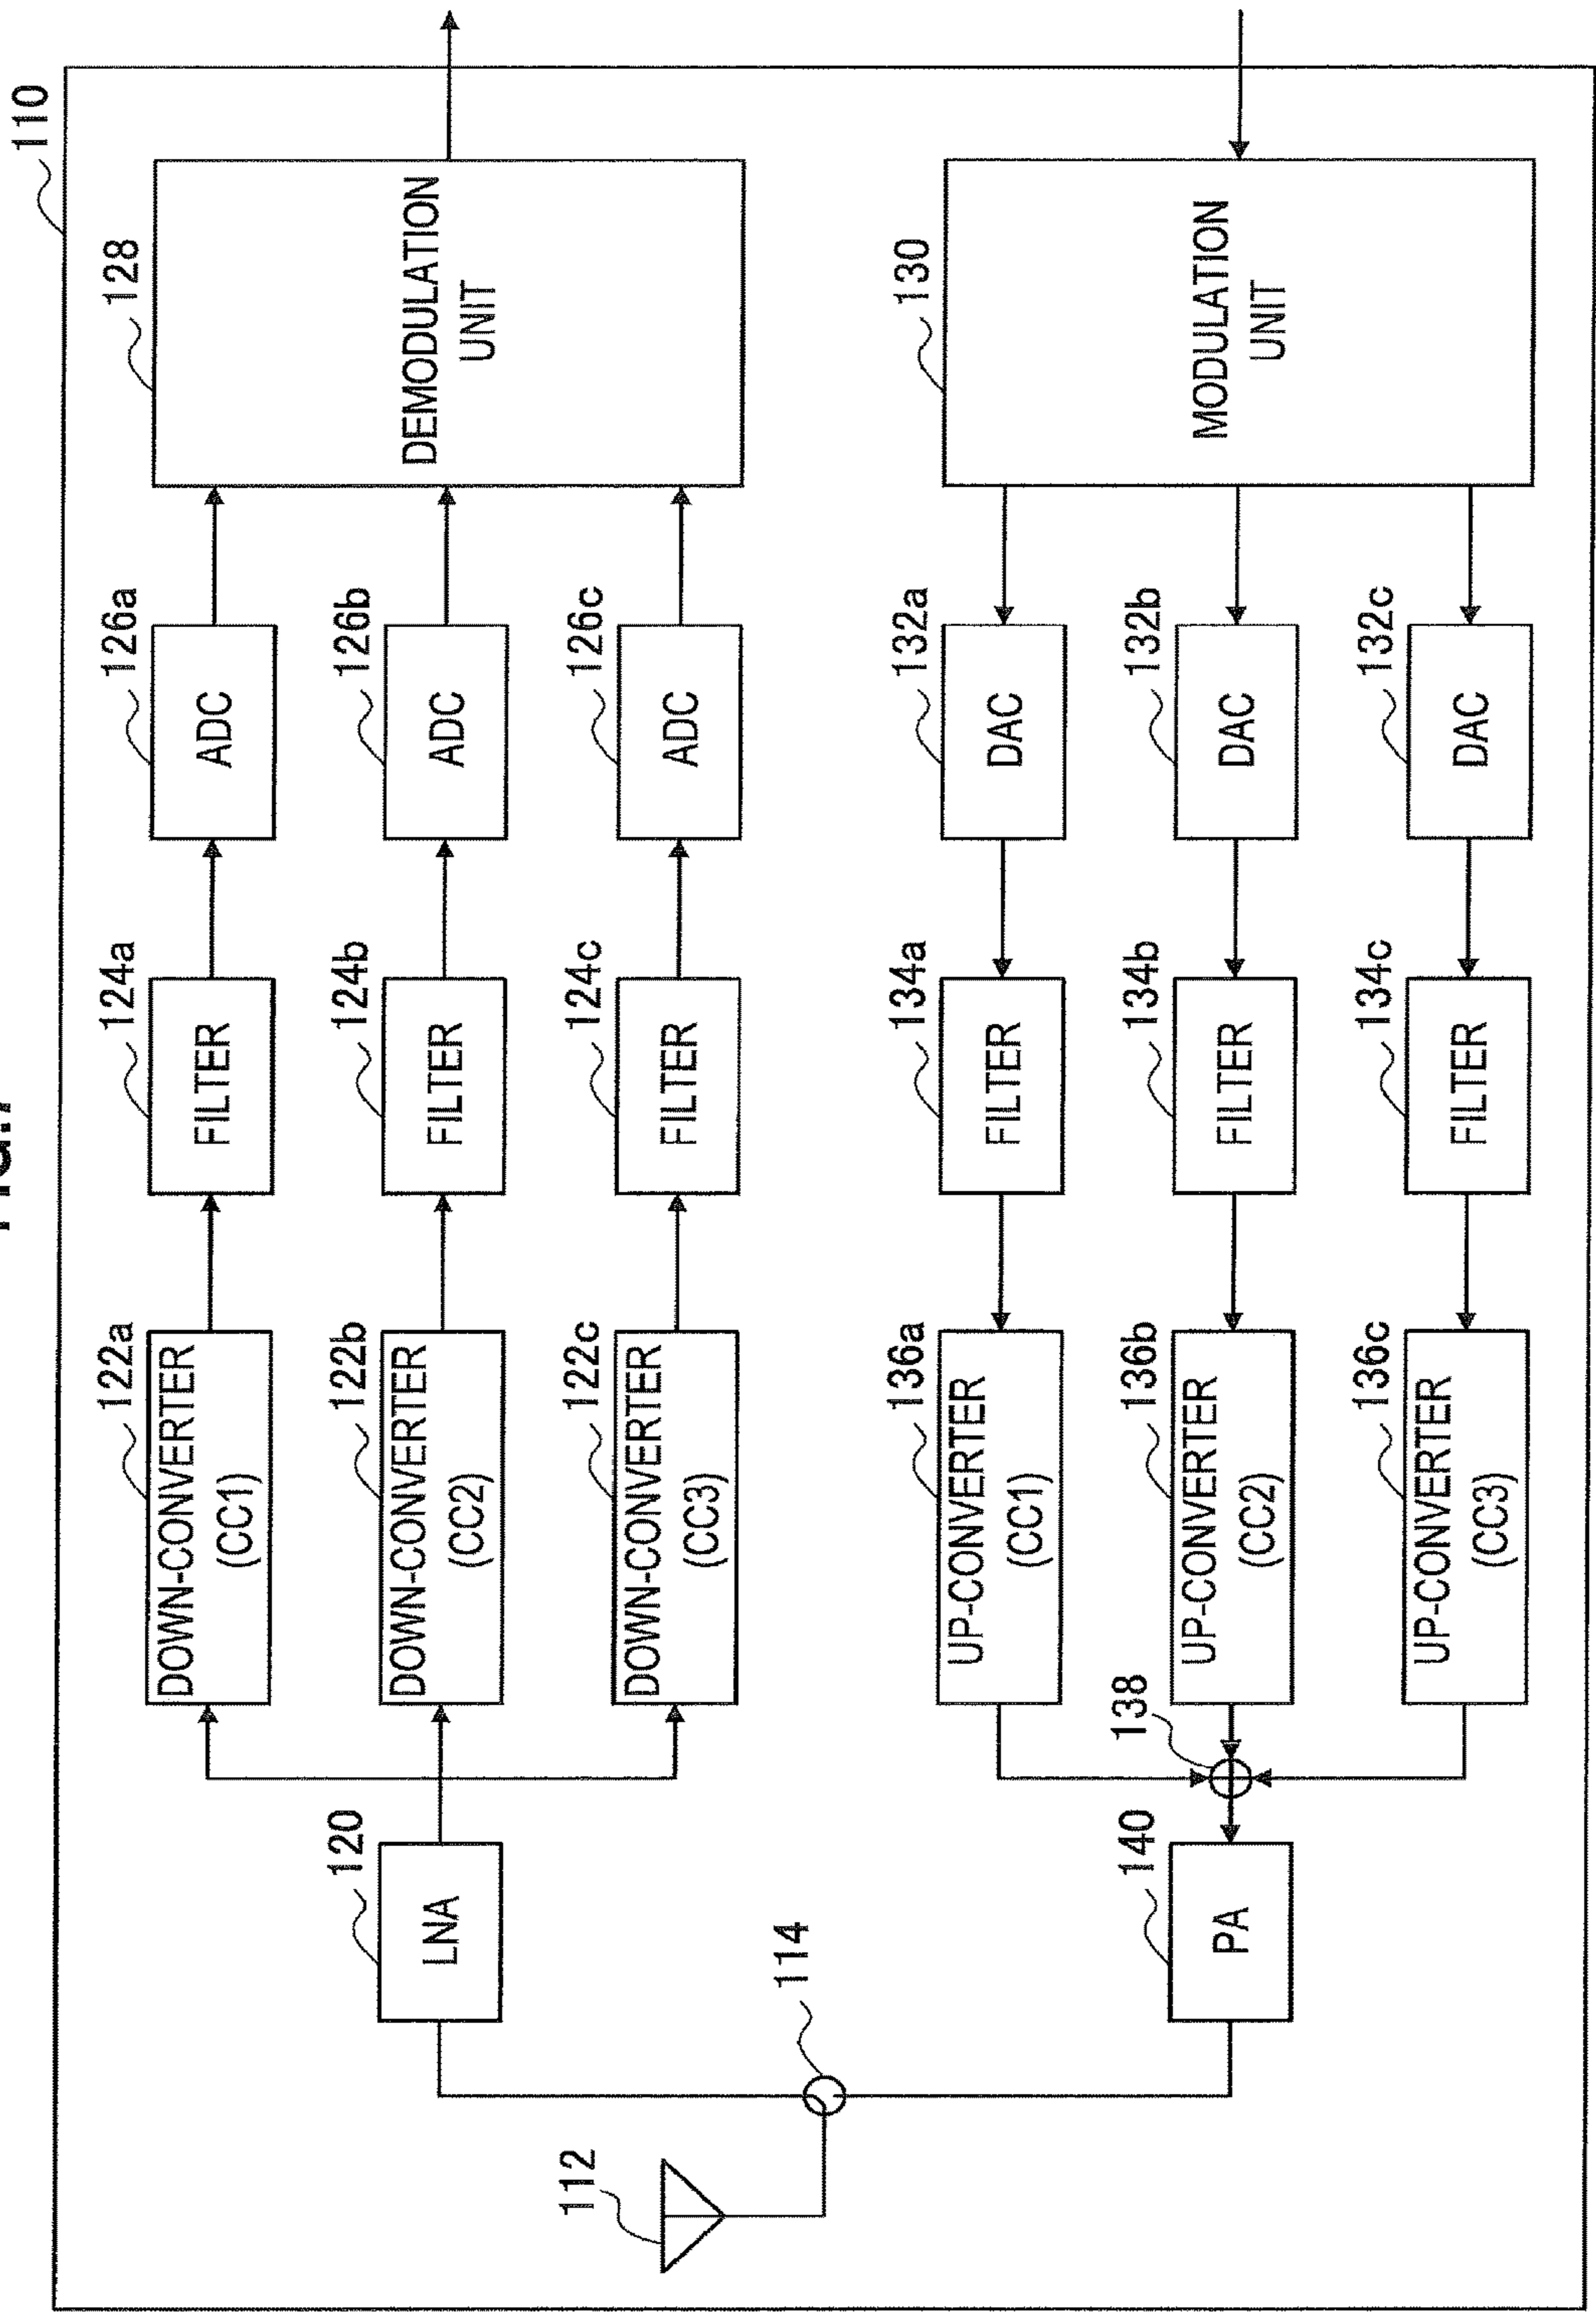 110
128
DEMODULATION
UNIT
126a
ADC
126b
ADC
126c
ADC
124a
FILTER
124b
FILTER
124c
FILTER
122a
DOWN-CONVERTER
(CC1)
122b
DOWN-CONVERTER
(CC2)
122c
DOWN-CONVERTER
(CC3)
120
LNA
112
114
130
MODULATION
UNIT
132a
DAC
132b
DAC
132c
DAC
134a
FILTER
134b
FILTER
134c
FILTER
136a
UP-CONVERTER
(CC1)
136b
UP-CONVERTER
(CC2)
136c
UP-CONVERTER
(CC3)
138
140
PA